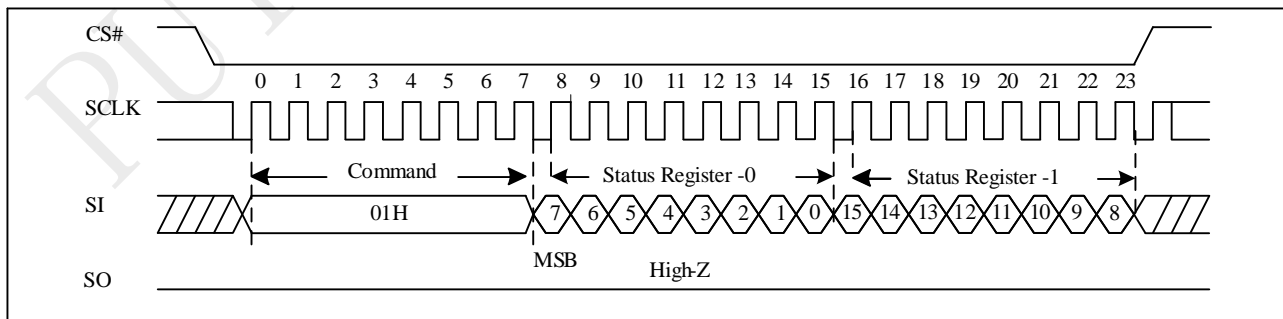 PUY
CS#
0 1 2 3 4 5 6 7 8 9 10 11 12 13 14 15 16 17 18 19 20 21 22 23
SCLK
Command Status Register -0 Status Register -1
SI 01H 7 6 5 4 3 2 1 0 15 14 13 12 11 10 9 8
MSB High-Z
SO